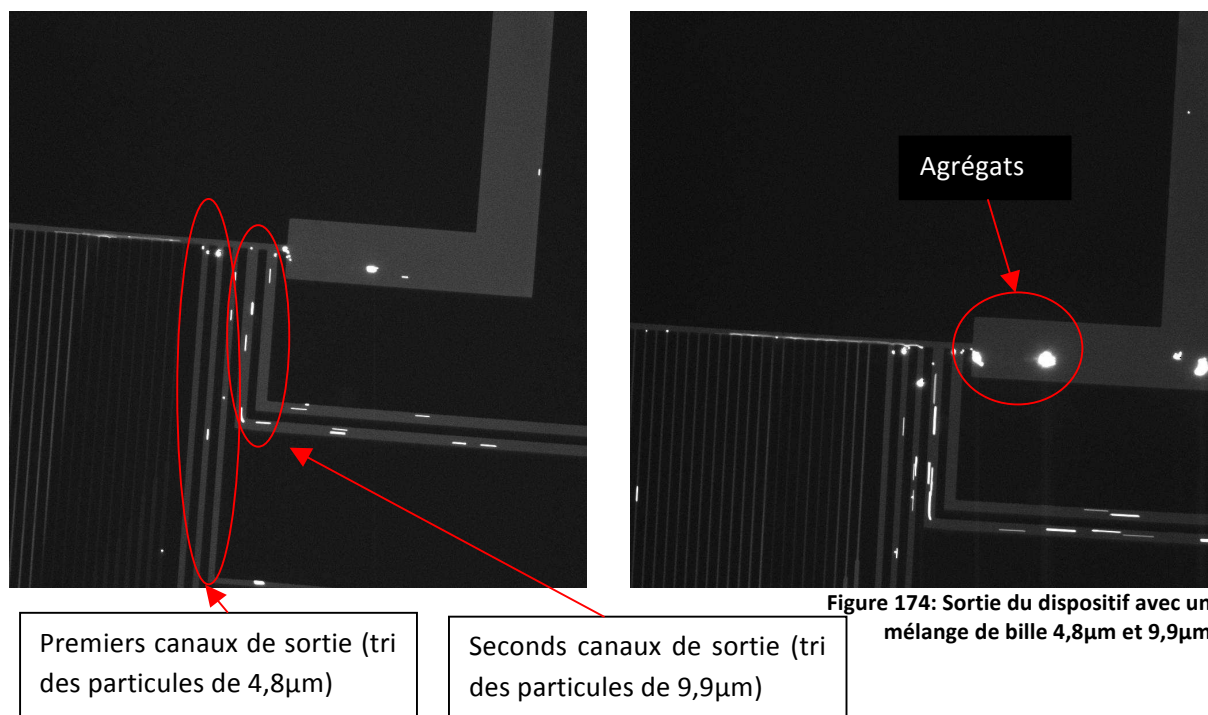 Agrégats
Figure 174: Sortie du dispositif avec un
mélange de bille 4,8µm et 9,9µm
Premiers canaux de sortie (tri
des particules de 4,8µm)
Seconds canaux de sortie (tri
des particules de 9,9µm)